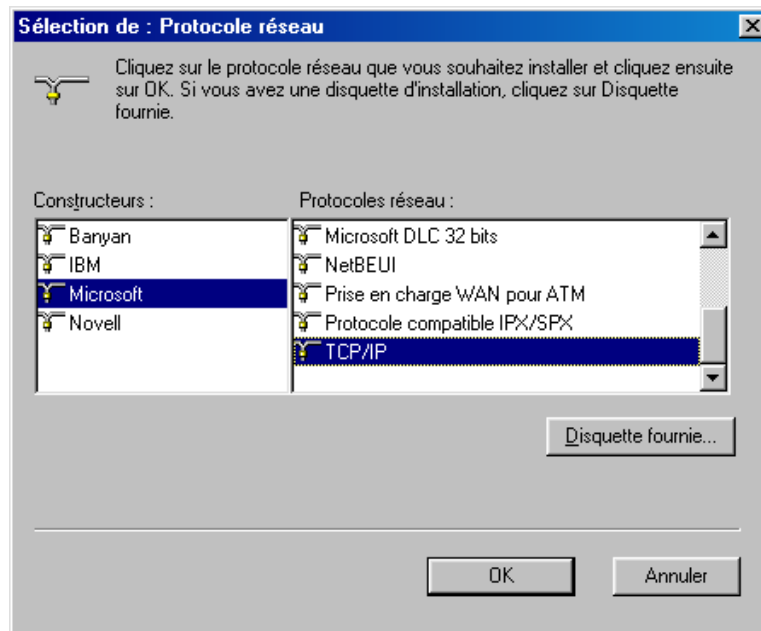 Sélection de : Protocole réseau
Cliquez sur le protocole réseau que vous souhaitez installer et cliquez ensuite
sur OK. Si vous avez une disquette d'installation, cliquez sur Disquette
fournie.
Constructeurs :
Protocoles réseau :
Banyan
IBM
Microsoft
Novell
Microsoft DLC 32 bits
NetBEUI
Prise en charge WAN pour ATM
Protocole compatible IPX/SPX
TCP/IP
Disquette fournie...
OK
Annuler